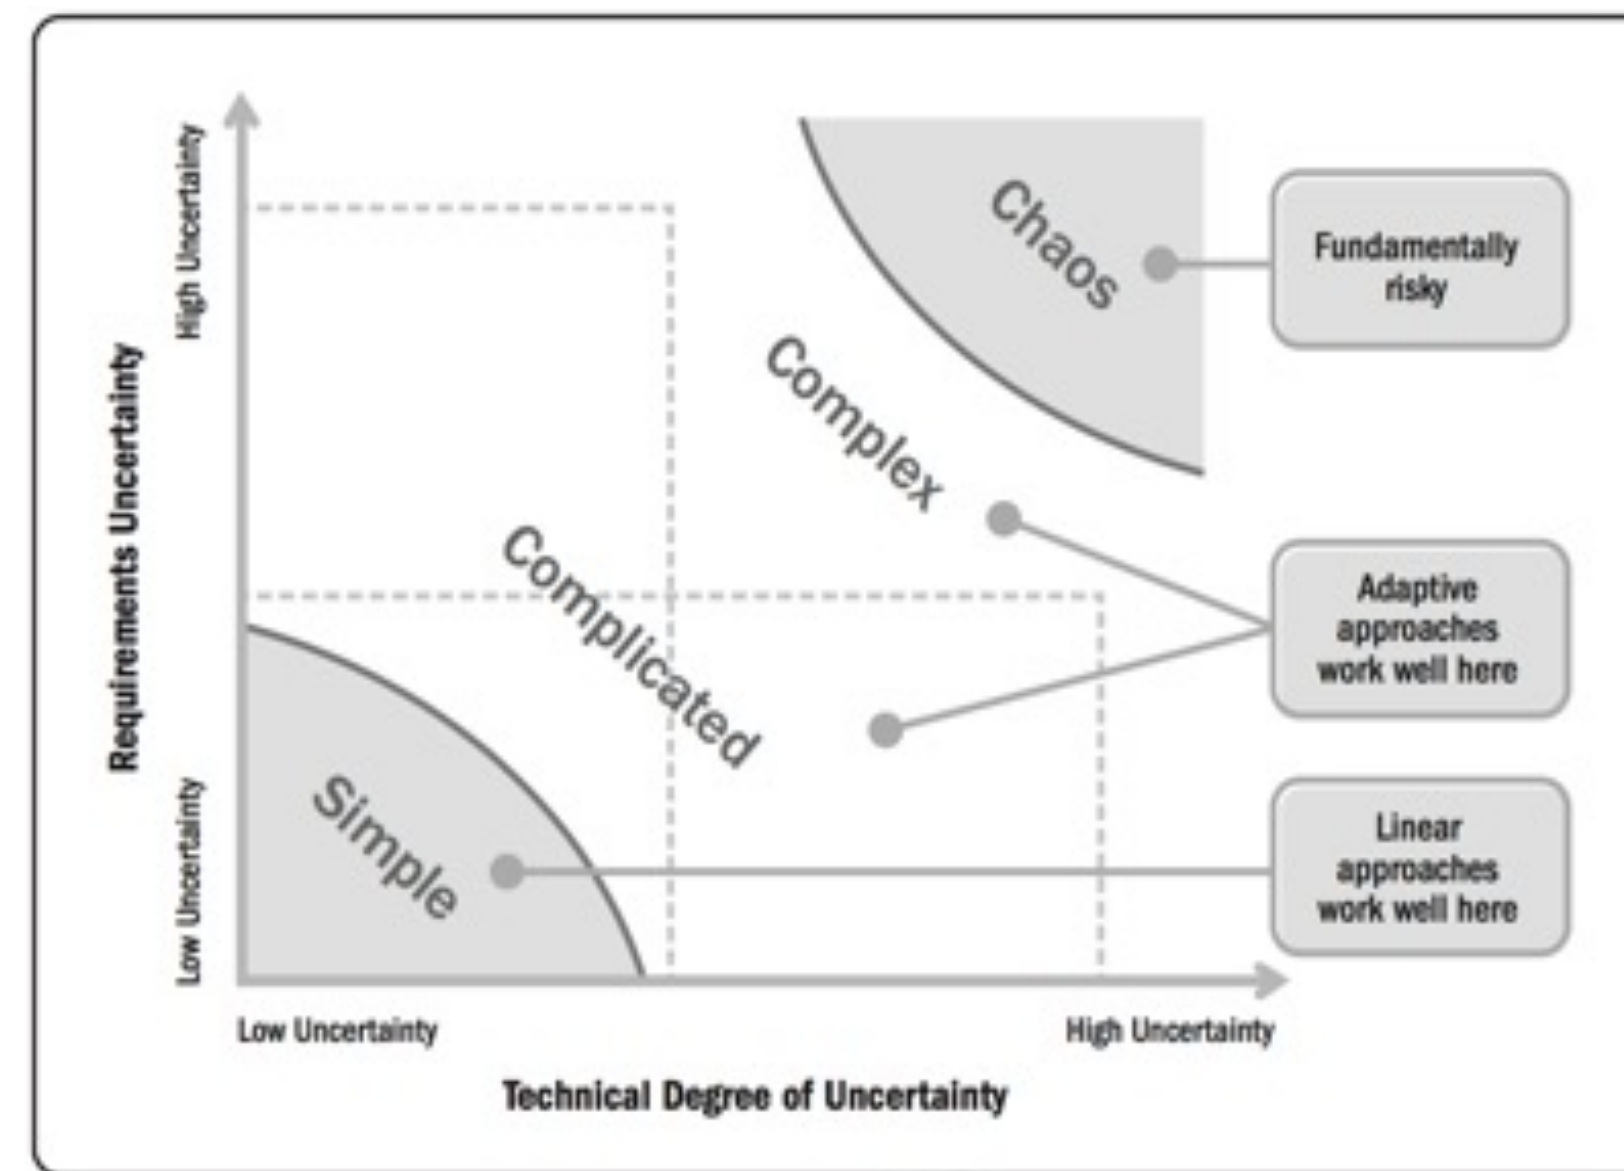 High Uncertainty
Requirements Uncertainty
Low Uncertainty
Chaos
Complex
Complicated
Simple
Fundamentally
risky
Adaptive
approaches
work well here
Linear
approaches
work well here
Low Uncertainty
High Uncertainty
Technical Degree of Uncertainty